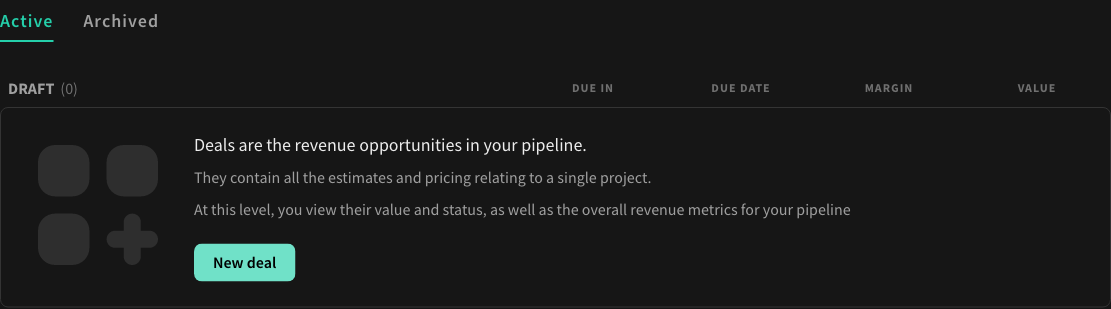 Active Archived
DRAFT (0) DUE IN DUE DATE MARGIN VALUE
Deals are the revenue opportunities in your pipeline.
They contain all the estimates and pricing relating to a single project.
At this level, you view their value and status, as well as the overall revenue metrics for your pipeline
New deal